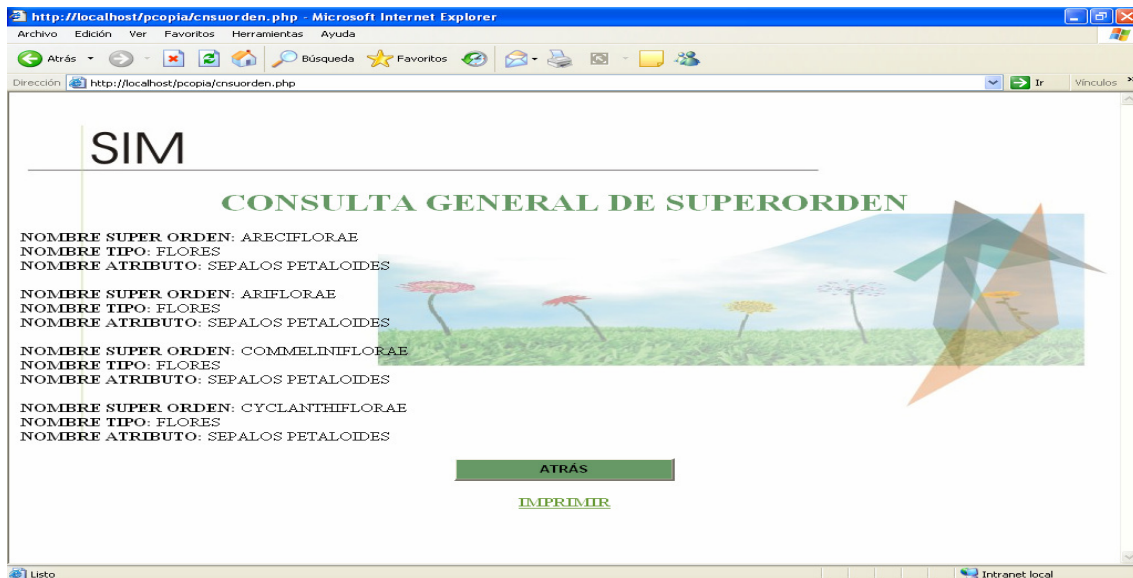 http://localhost/pcopia/cnsuorden.php - Microsoft Internet Explorer
Archivo Edición Ver Favoritos Herramientas Ayuda
Atrás Búsqueda Favoritos
Dirección http://localhost/pcopia/cnsuorden.php Ir Vínculos »
SIM
CONSULTA GENERAL DE SUPERORDEN
NOMBRE SUPER ORDEN: ARECIFLORAE
NOMBRE TIPO: FLORES
NOMBRE ATRIBUTO: SEPALOS PETALOIDES
NOMBRE SUPER ORDEN: ARIFLORAE
NOMBRE TIPO: FLORES
NOMBRE ATRIBUTO: SEPALOS PETALOIDES
NOMBRE SUPER ORDEN: COMMELINIFLORAE
NOMBRE TIPO: FLORES
NOMBRE ATRIBUTO: SEPALOS PETALOIDES
NOMBRE SUPER ORDEN: CYCLANTHIFLORAE
NOMBRE TIPO: FLORES
NOMBRE ATRIBUTO: SEPALOS PETALOIDES
ATRÁS
IMPRIMIR
Listo Intranet local